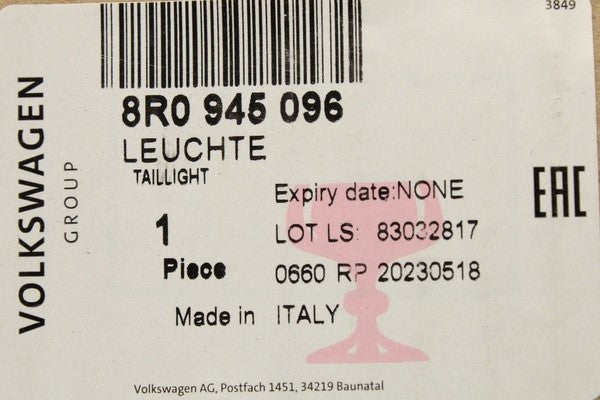 3849
8R0 945 096
LEUCHTE
TAILLIGHT
Expiry date:NONE
1
LOT LS: 83032817
Piece
0660 RP 20230518
Made in ITALY
VOLKSWAGEN
GROUP
EAC
Volkswagen AG, Postfach 1451, 34219 Baunatal